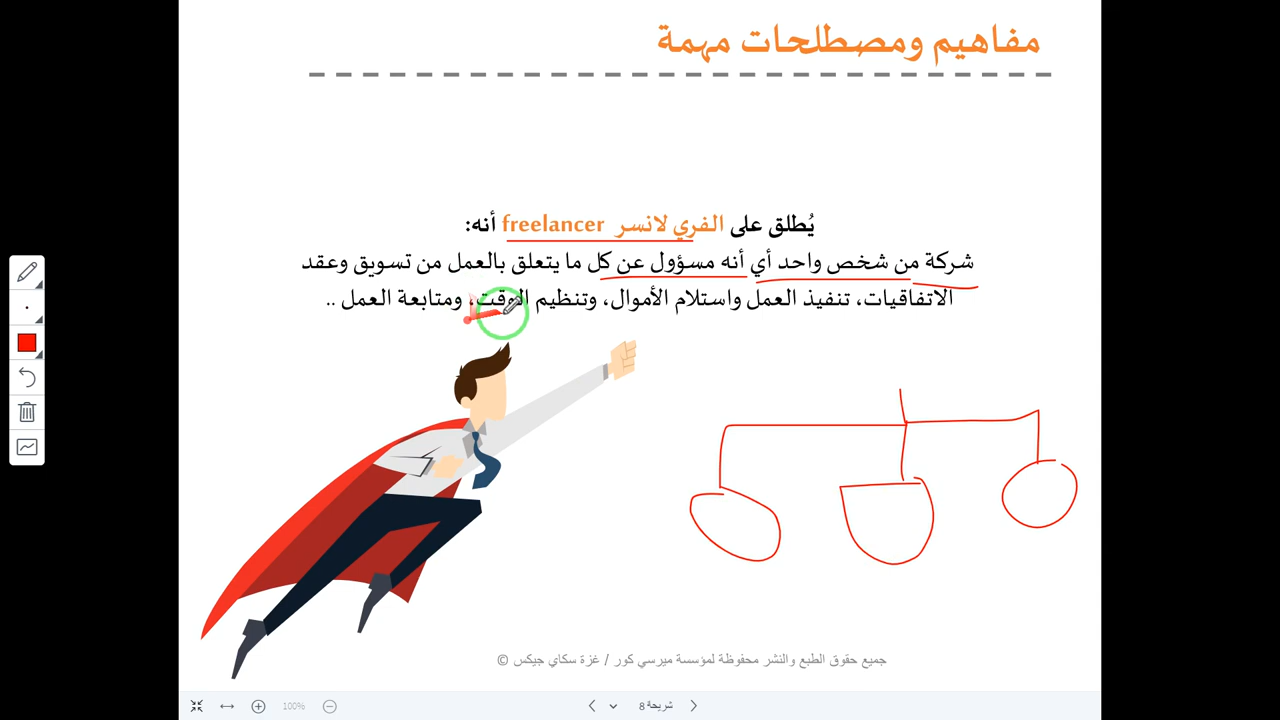 مفاهيم ومصطلحات مهمة
يُطلق على الفري لانسر freelancer أنه:
شركة من شخص واحد أي أنه مسؤول عن كل ما يتعلق بالعمل من تسويق وعقد
الاتفاقيات، تنفيذ العمل واستلام الأموال، وتنظيم الوقت، ومتابعة العمل ..
جميع حقوق الطبع والنشر محفوظة لمؤسسة ميرسي كور / غزة سكاي جيكس ©
100%
شريحة 8